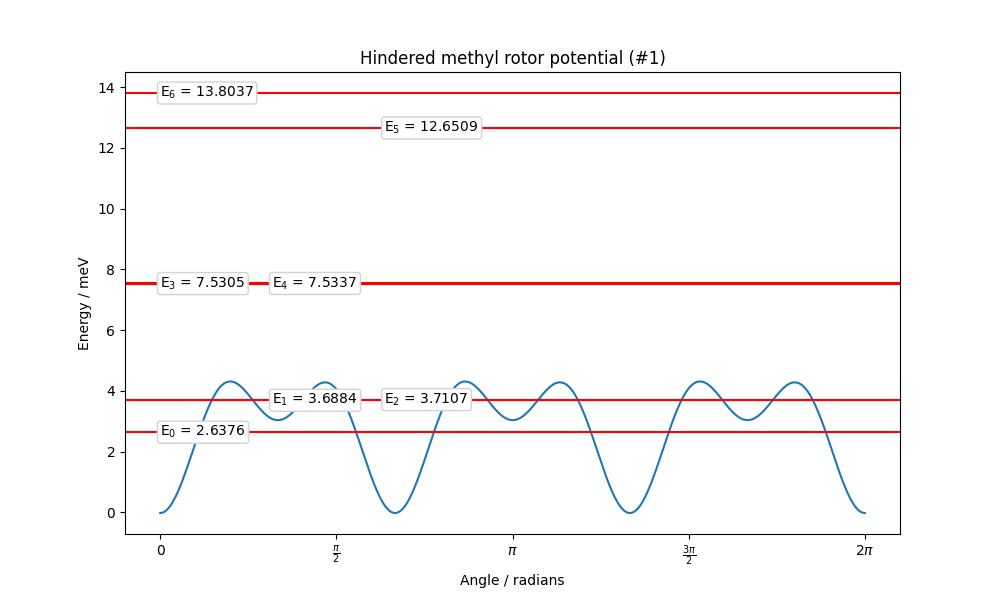 Hindered methyl rotor potential (#1)
Energy / meV
14
12
10
8
6
4
2
0
E₆ = 13.8037
E₅ = 12.6509
E₃ = 7.5305
E₄ = 7.5337
E₁ = 3.6884
E₂ = 3.7107
E₀ = 2.6376
0
π/2
π
3π/2
2π
Angle / radians